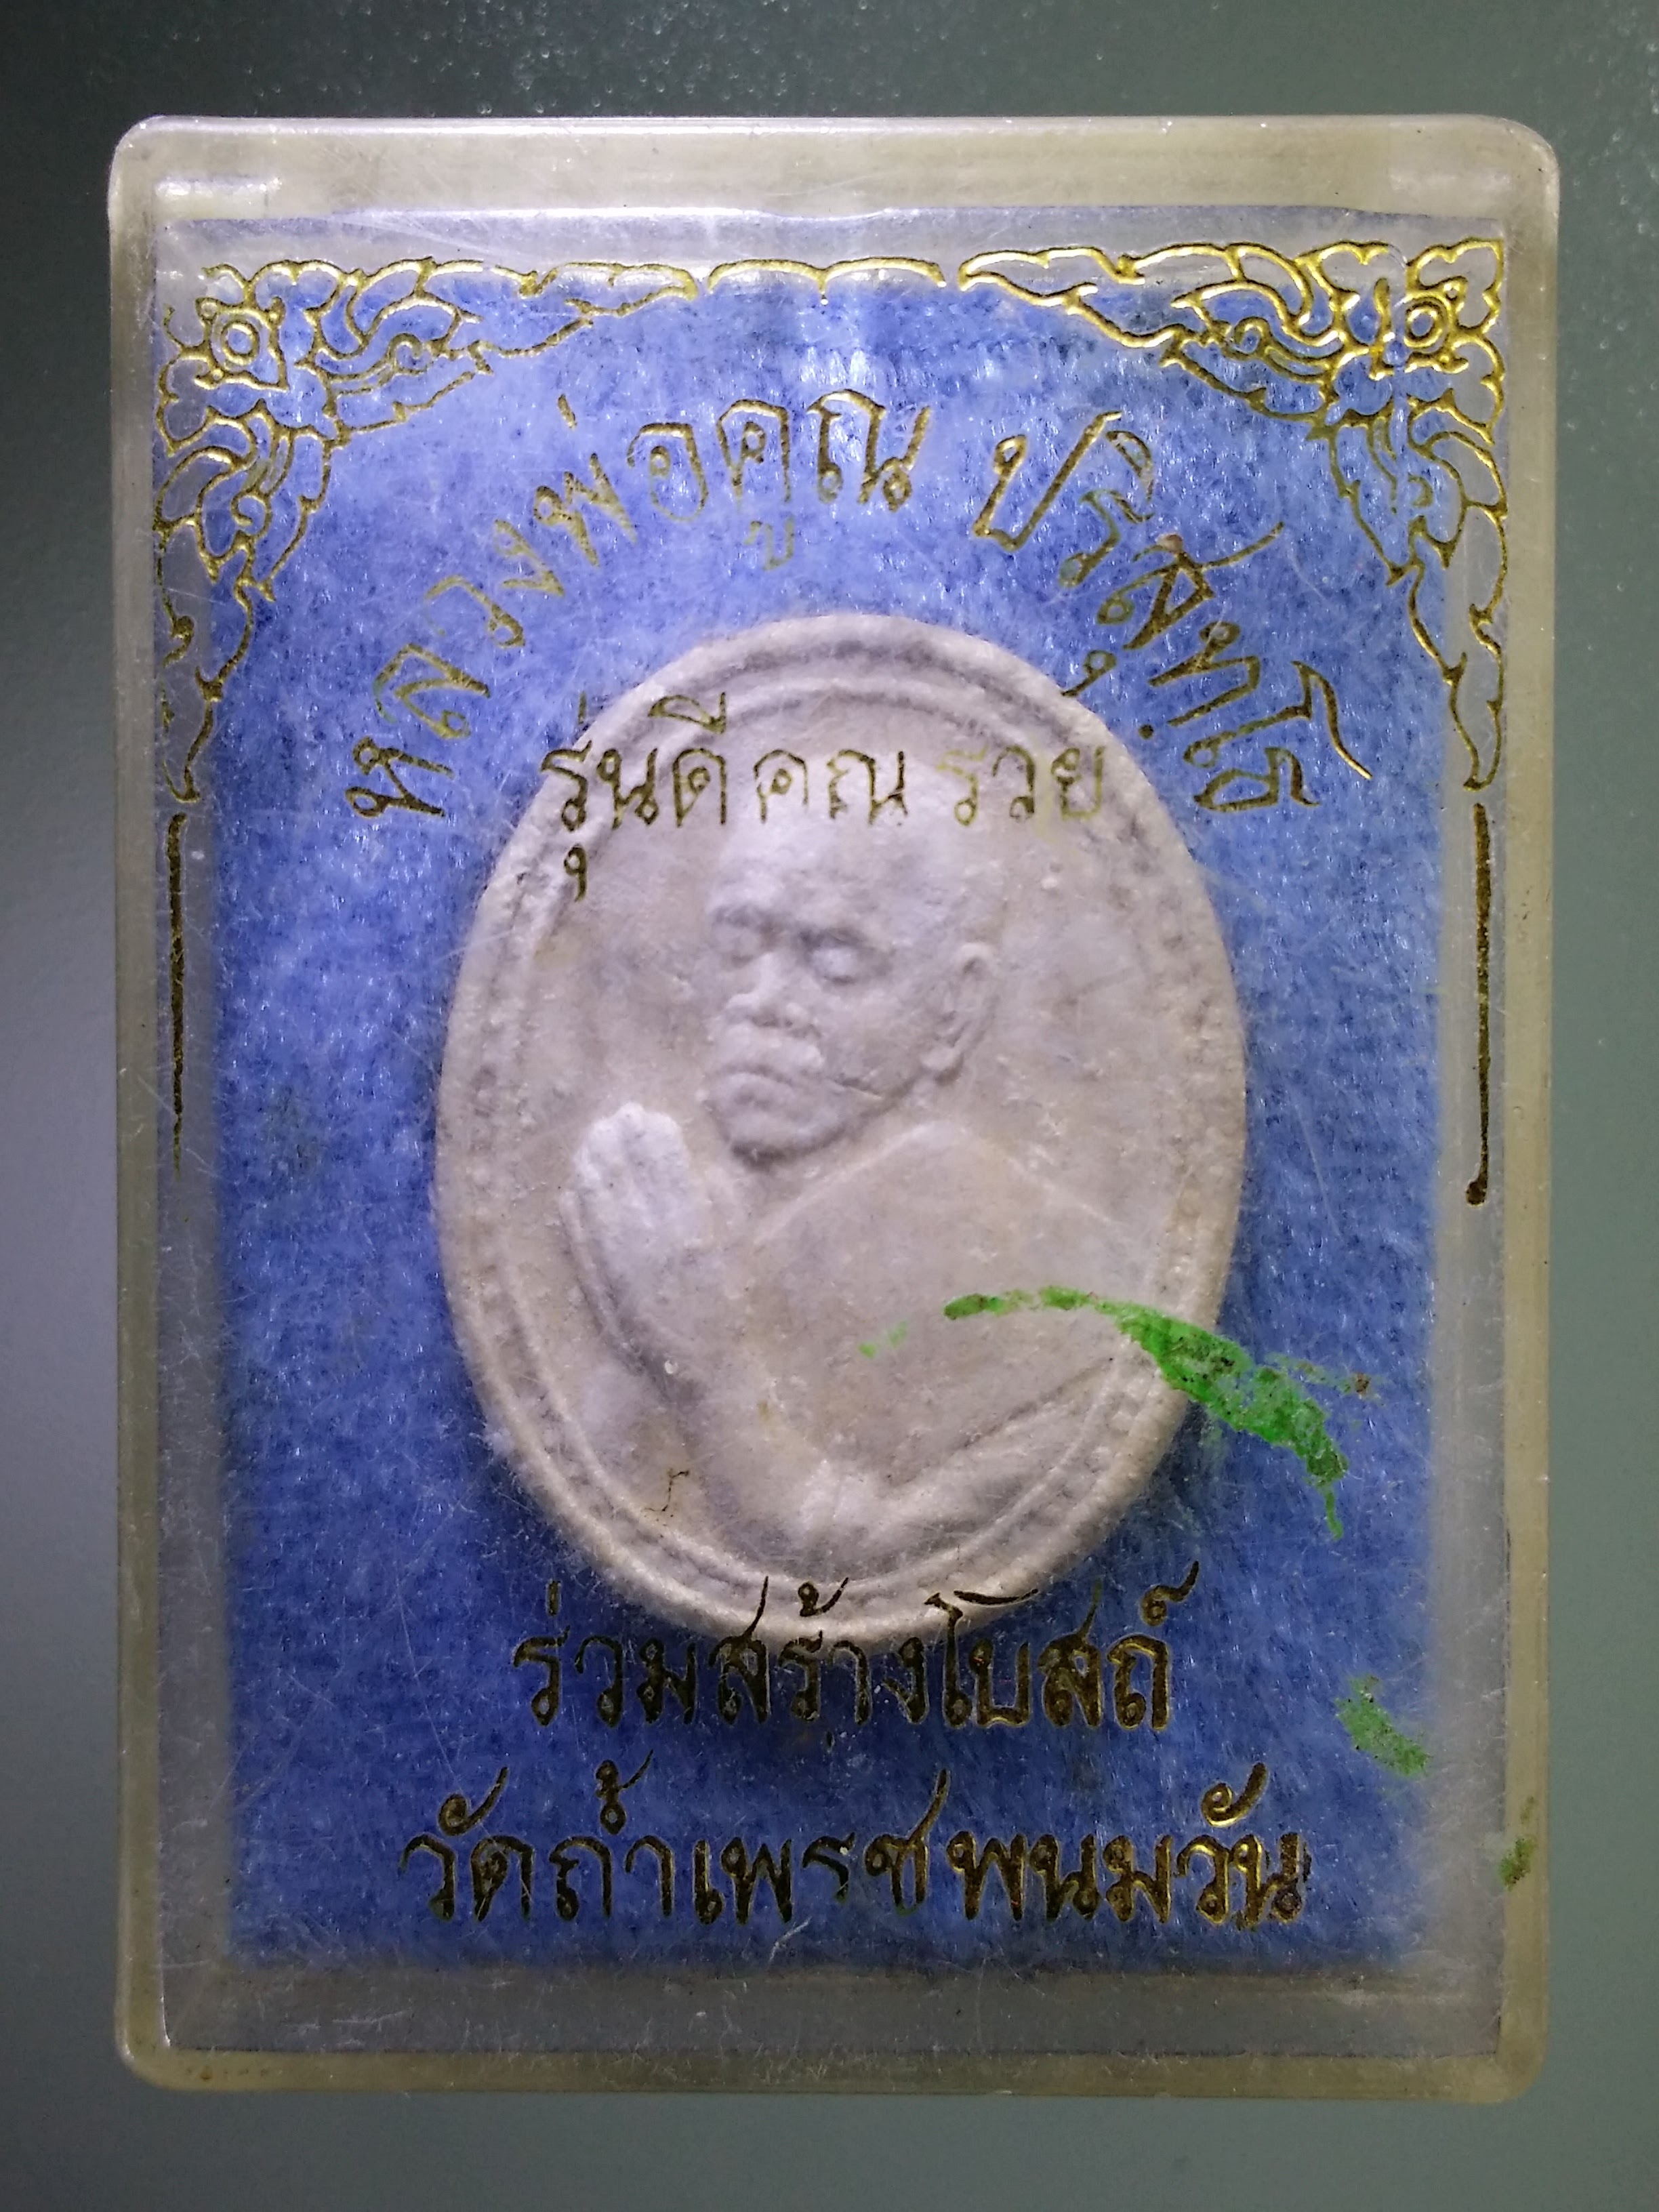 หลวงพ่อคูณ ปริสุทฺโธ
รุ่นดี คูณ รวย
ร่วมสร้างโบสถ์
วัดถ้ำเพรชพนมวัน